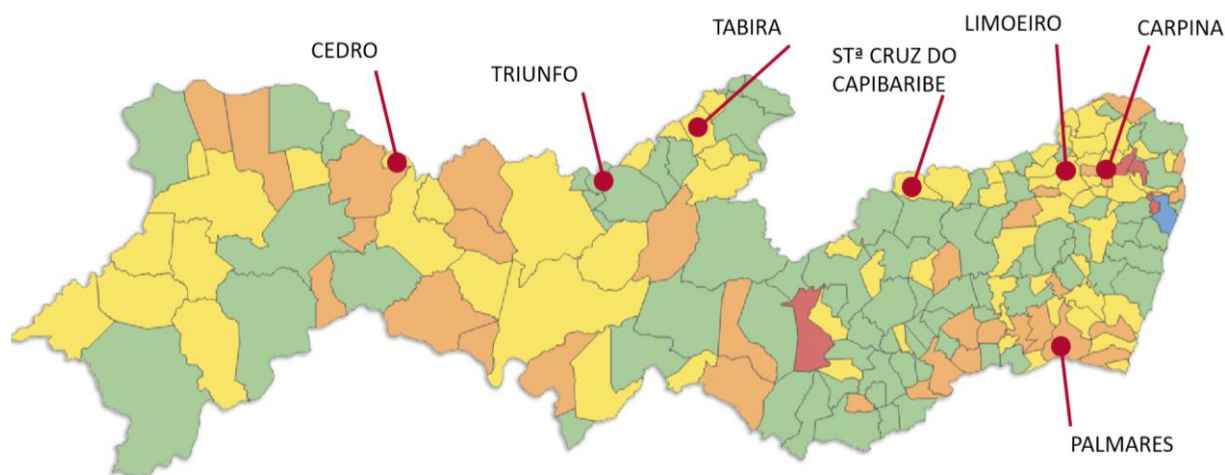 TABIRA
LIMOEIRO
CARPINA
CEDRO
TRIUNFO
STª CRUZ DO
CAPIBARIBE
PALMARES